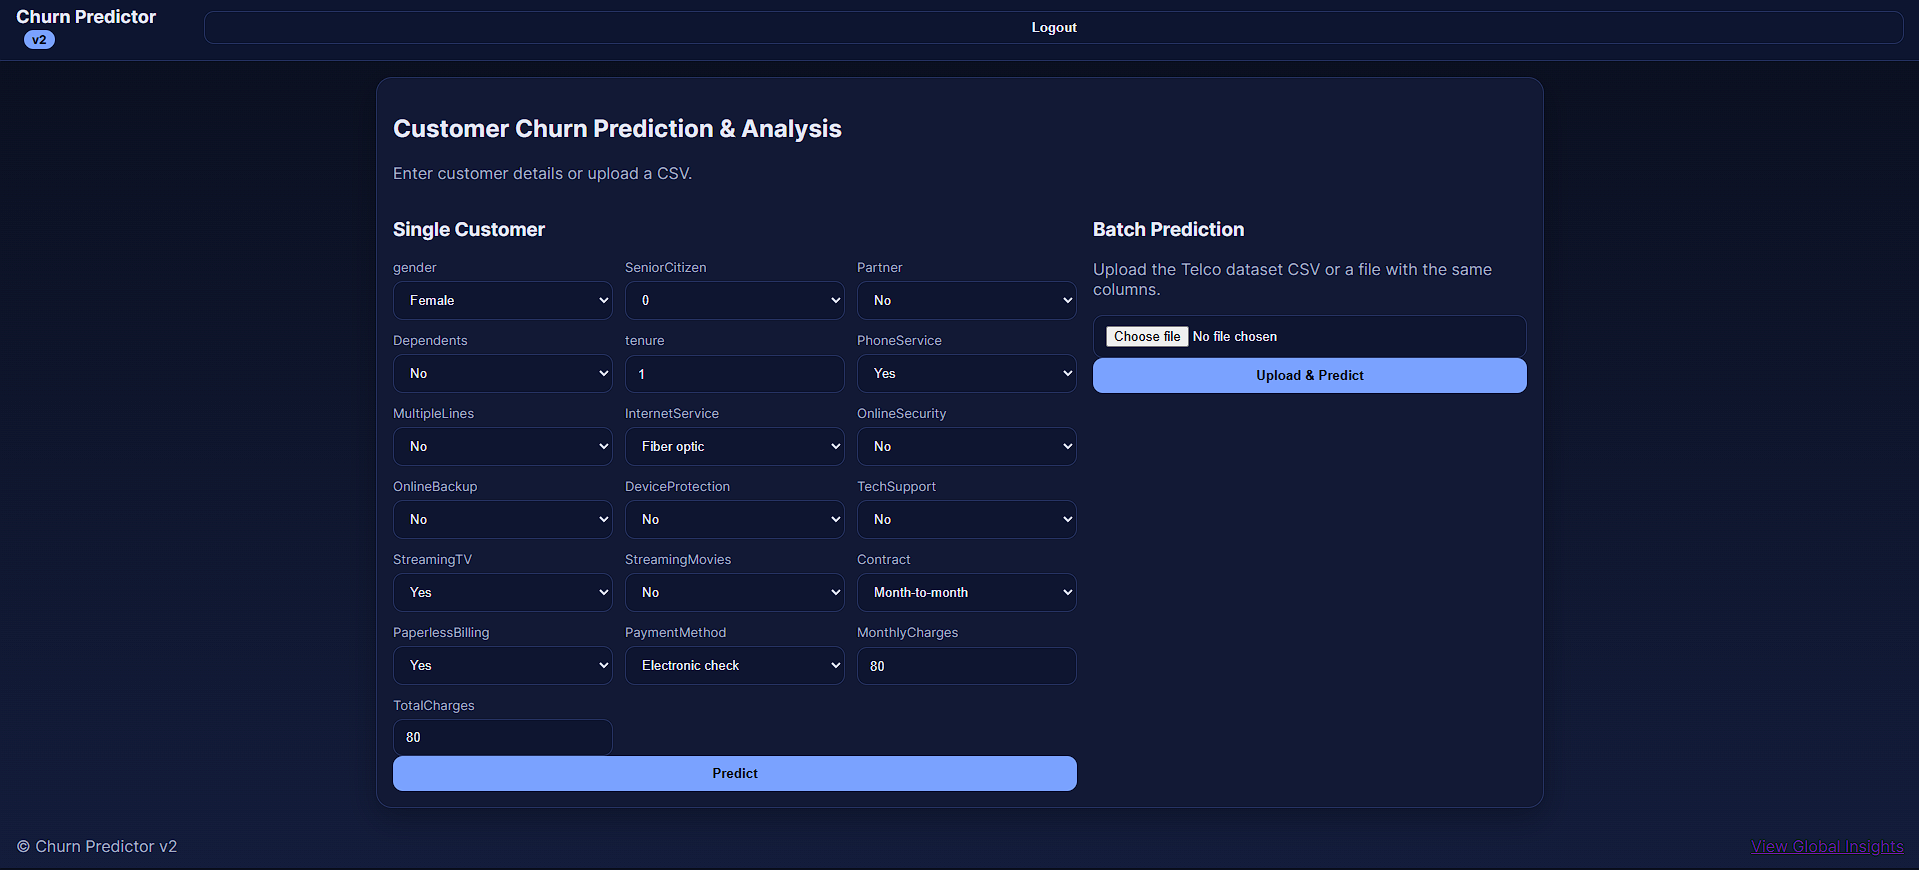 Churn Predictor
v2
Logout
Customer Churn Prediction & Analysis
Enter customer details or upload a CSV.
Single Customer
gender
SeniorCitizen
Partner
Female
0
No
Dependents
tenure
PhoneService
No
1
Yes
MultipleLines
InternetService
OnlineSecurity
No
Fiber optic
No
OnlineBackup
DeviceProtection
TechSupport
No
No
No
StreamingTV
StreamingMovies
Contract
Yes
No
Month-to-month
PaperlessBilling
PaymentMethod
MonthlyCharges
Yes
Electronic check
80
TotalCharges
80
Predict
Batch Prediction
Upload the Telco dataset CSV or a file with the same
columns.
Choose file No file chosen
Upload & Predict
© Churn Predictor v2
View Global Insights